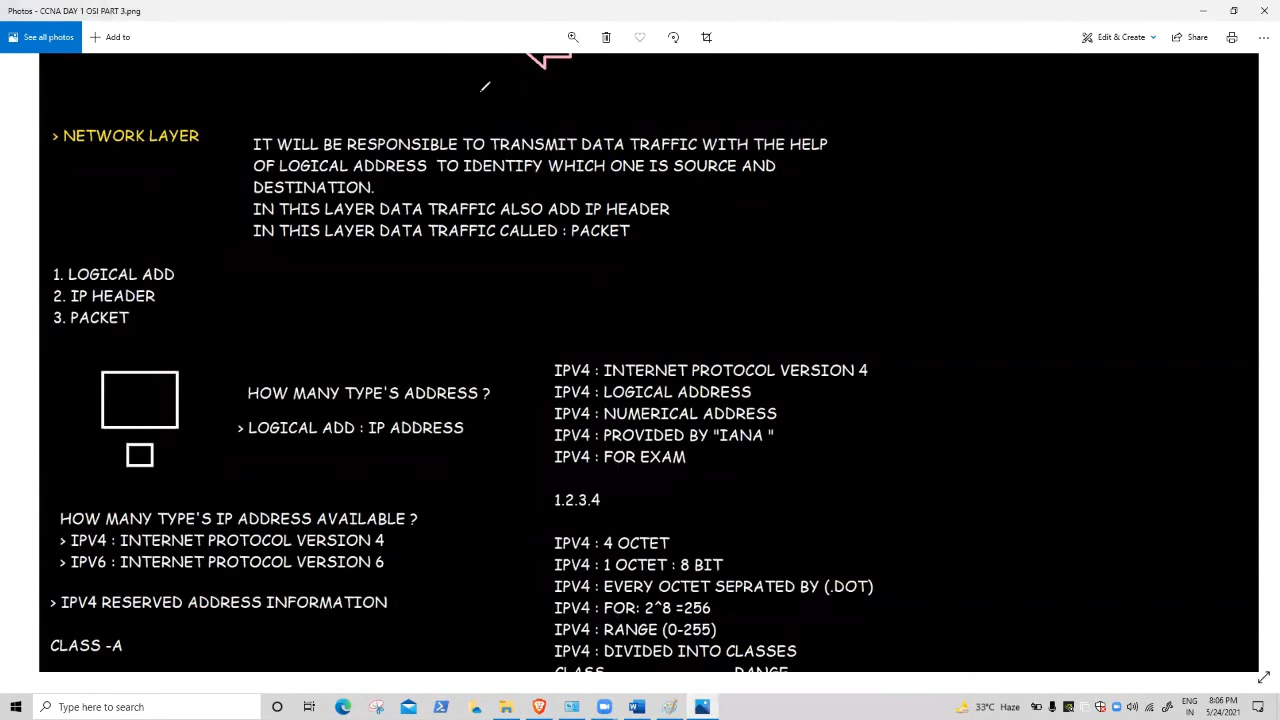 Photos - CCNA DAY 1 OSI PART 3.png
See all photos
Add to
Edit & Create
Share
> NETWORK LAYER
IT WILL BE RESPONSIBLE TO TRANSMIT DATA TRAFFIC WITH THE HELP
OF LOGICAL ADDRESS TO IDENTIFY WHICH ONE IS SOURCE AND
DESTINATION.
IN THIS LAYER DATA TRAFFIC ALSO ADD IP HEADER
IN THIS LAYER DATA TRAFFIC CALLED : PACKET
1. LOGICAL ADD
2. IP HEADER
3. PACKET
HOW MANY TYPE'S ADDRESS ?
> LOGICAL ADD : IP ADDRESS
HOW MANY TYPE'S IP ADDRESS AVAILABLE ?
> IPV4 : INTERNET PROTOCOL VERSION 4
> IPV6 : INTERNET PROTOCOL VERSION 6
> IPV4 RESERVED ADDRESS INFORMATION
CLASS -A
IPV4 : INTERNET PROTOCOL VERSION 4
IPV4 : LOGICAL ADDRESS
IPV4 : NUMERICAL ADDRESS
IPV4 : PROVIDED BY "IANA "
IPV4 : FOR EXAM
1.2.3.4
IPV4 : 4 OCTET
IPV4 : 1 OCTET : 8 BIT
IPV4 : EVERY OCTET SEPRATED BY (.DOT)
IPV4 : FOR: 2^8 =256
IPV4 : RANGE (0-255)
IPV4 : DIVIDED INTO CLASSES
CLASS RANGE
Type here to search
33°C Haze
ENG
IN
8:06 PM
5/24/2021